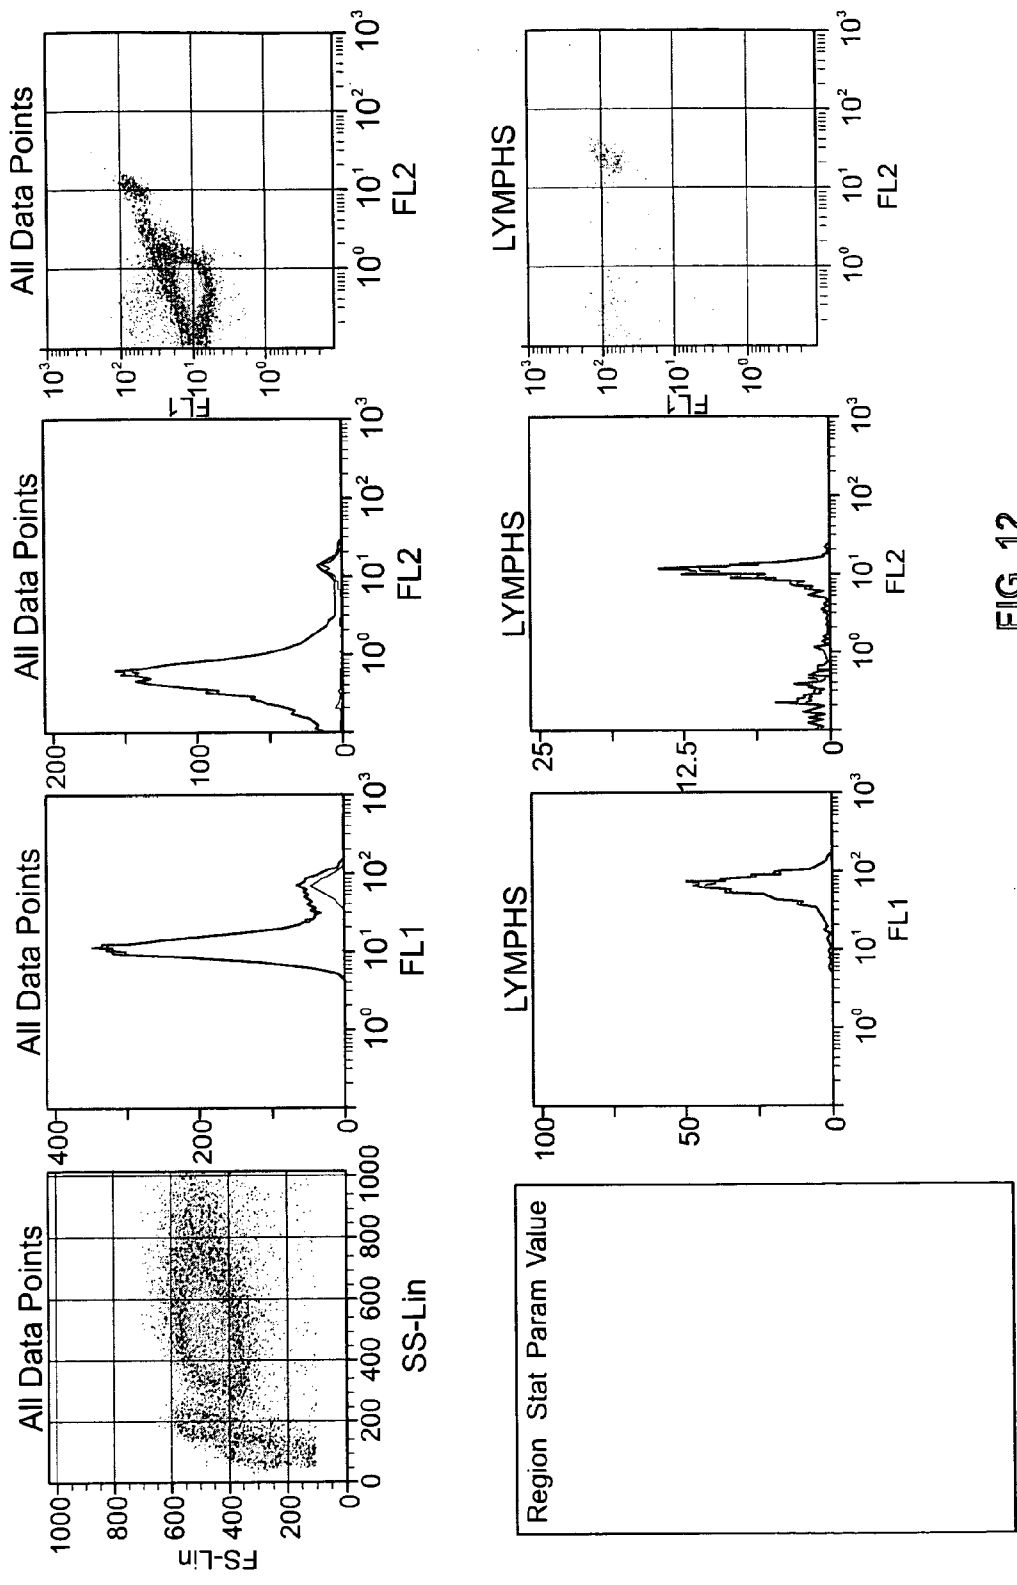 All Data Points
1000
800
600
400
200
0
FS-Lin
0
200
400
600
800
1000
SS-Lin
All Data Points
400
200
0
10⁰
10¹
10²
10³
FL1
All Data Points
200
100
0
10⁰
10¹
10²
10³
FL2
All Data Points
10³
10²
10¹
10⁰
FL1
10⁰
10¹
10²
10³
FL2
Region Stat Param Value
LYMPHS
100
50
0
10⁰
10¹
10²
10³
FL1
LYMPHS
25
12.5
0
10⁰
10¹
10²
10³
FL2
LYMPHS
10³
10²
10¹
10⁰
FL1
10⁰
10¹
10²
10³
FL2
FIG. 12